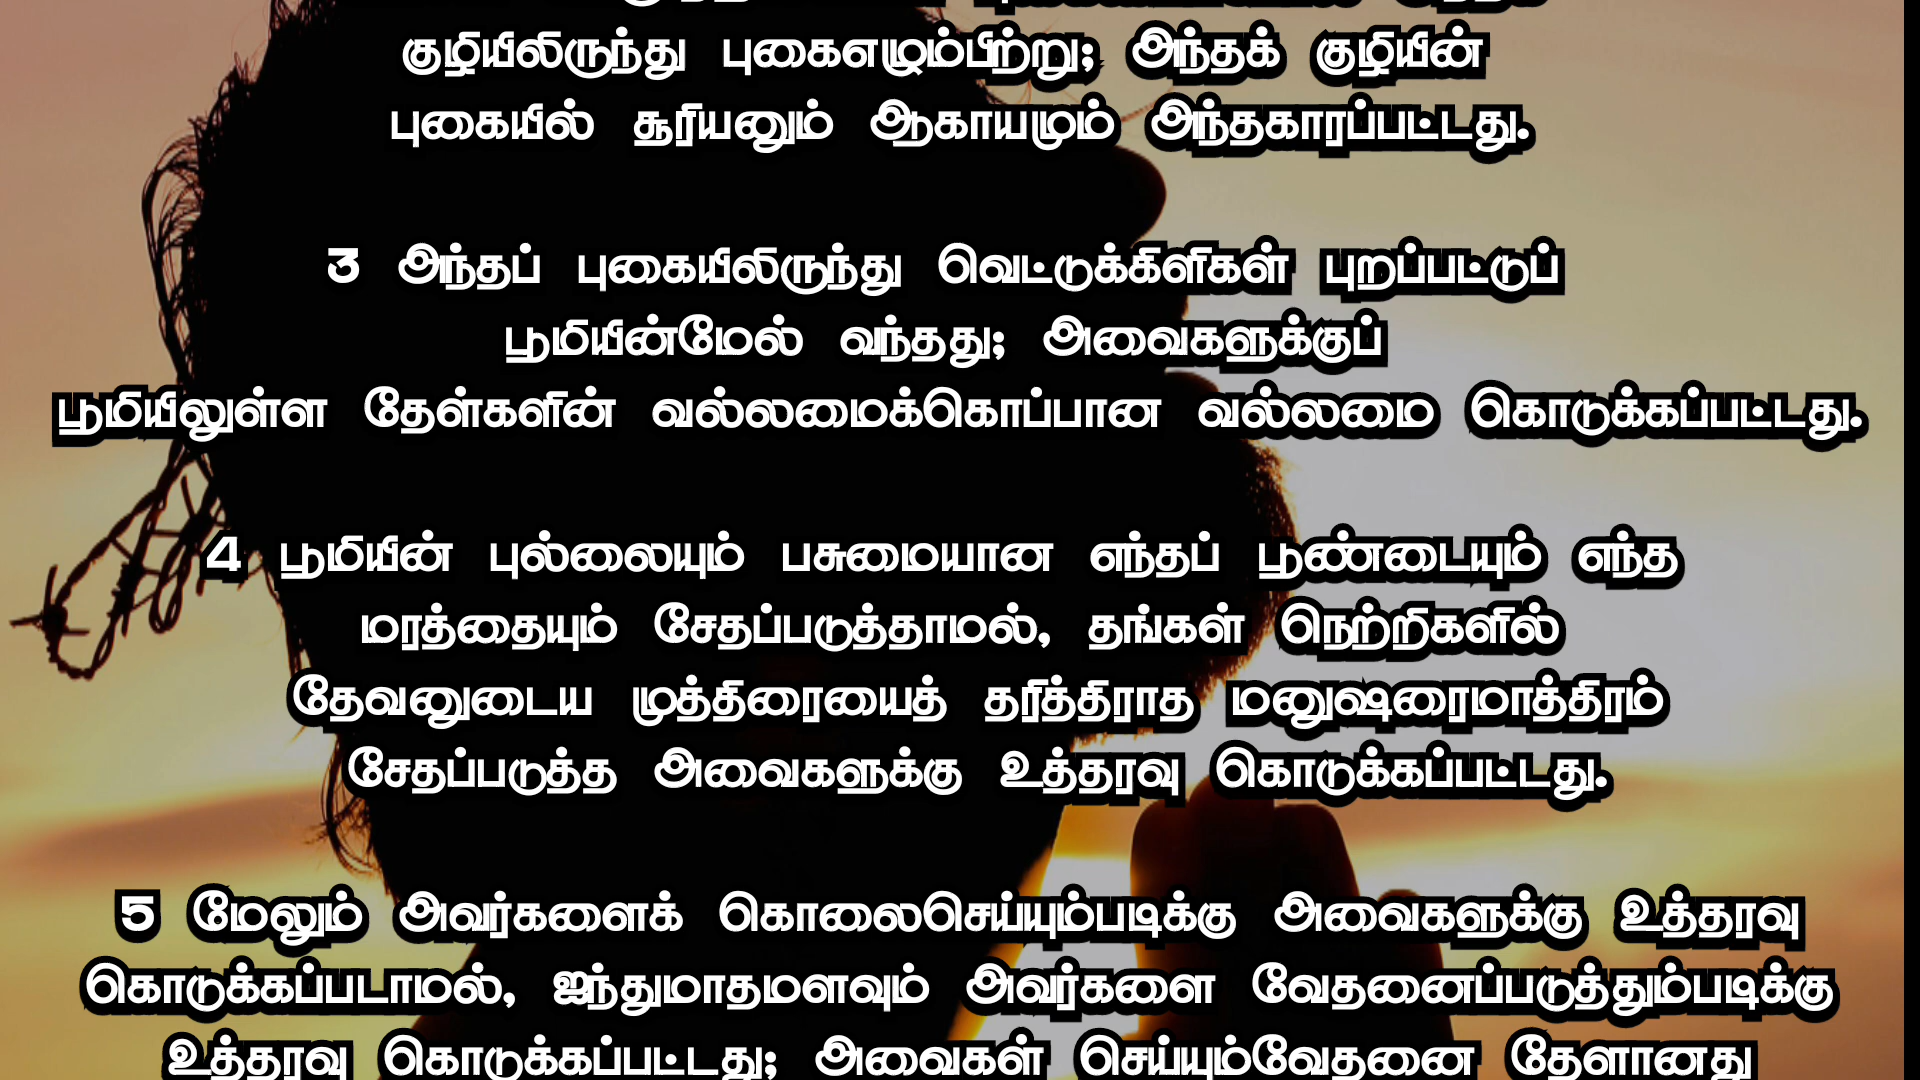 குழியிலிருந்து புகைஎழும்பிற்று; அந்தக் குழியின்
புகையில் சூரியனும் ஆகாயமும் அந்தகாரப்பட்டது.
3 அந்தப் புகையிலிருந்து வெட்டுக்கிளிகள் புறப்பட்டுப்
பூமியின்மேல் வந்தது; அவைகளுக்குப்
பூமியிலுள்ள தேள்களின் வல்லமைக்கொப்பான வல்லமை கொடுக்கப்பட்டது.
4 பூமியின் புல்லையும் பசுமையான எந்தப் பூண்டையும் எந்த
மரத்தையும் சேதப்படுத்தாமல், தங்கள் நெற்றிகளில்
தேவனுடைய முத்திரையைத் தரித்திராத மனுஷரைமாத்திரம்
சேதப்படுத்த அவைகளுக்கு உத்தரவு கொடுக்கப்பட்டது.
5 மேலும் அவர்களைக் கொலைசெய்யும்படிக்கு அவைகளுக்கு உத்தரவு
கொடுக்கப்படாமல், ஐந்துமாதமளவும் அவர்களை வேதனைப்படுத்தும்படிக்கு
உத்தரவு கொடுக்கப்பட்டது; அவைகள் செய்யும்வேதனை தேளானது